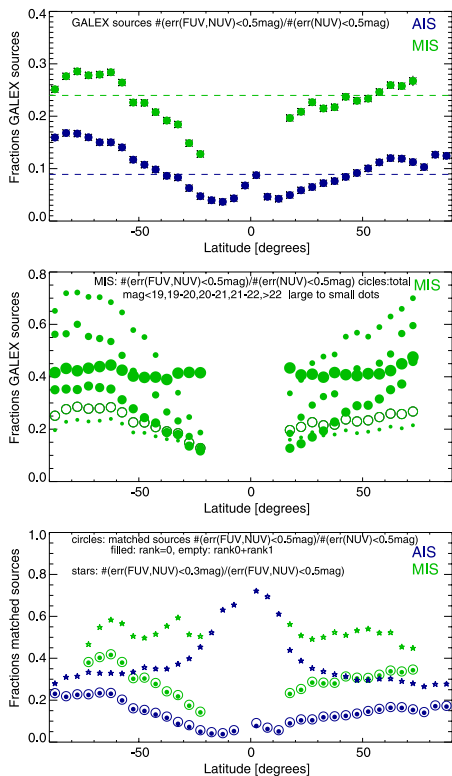 GALEX sources #(err(FUV,NUV)<0.5mag)/#(err(NUV)<0.5mag) AIS
MIS
Fractions GALEX sources
0.4
0.3
0.2
0.1
0.0
-50 0 50
Latitude [degrees]
MIS: #(err(FUV,NUV)<0.5mag)/#(err(NUV)<0.5mag) cicles:total MIS
mag<19,19-20,20-21,21-22,>22 large to small dots
Fractions GALEX sources
0.8
0.6
0.4
0.2
0.0
-50 0 50
Latitude [degrees]
circles: matched sources #(err(FUV,NUV)<0.5mag)/#(err(NUV)<0.5mag)
filled: rank=0, empty: rank0+rank1 AIS
MIS
stars: #(err(FUV,NUV)<0.3mag)/(err(FUV,NUV)<0.5mag)
Fractions matched sources
1.0
0.8
0.6
0.4
0.2
0.0
-50 0 50
Latitude [degrees]